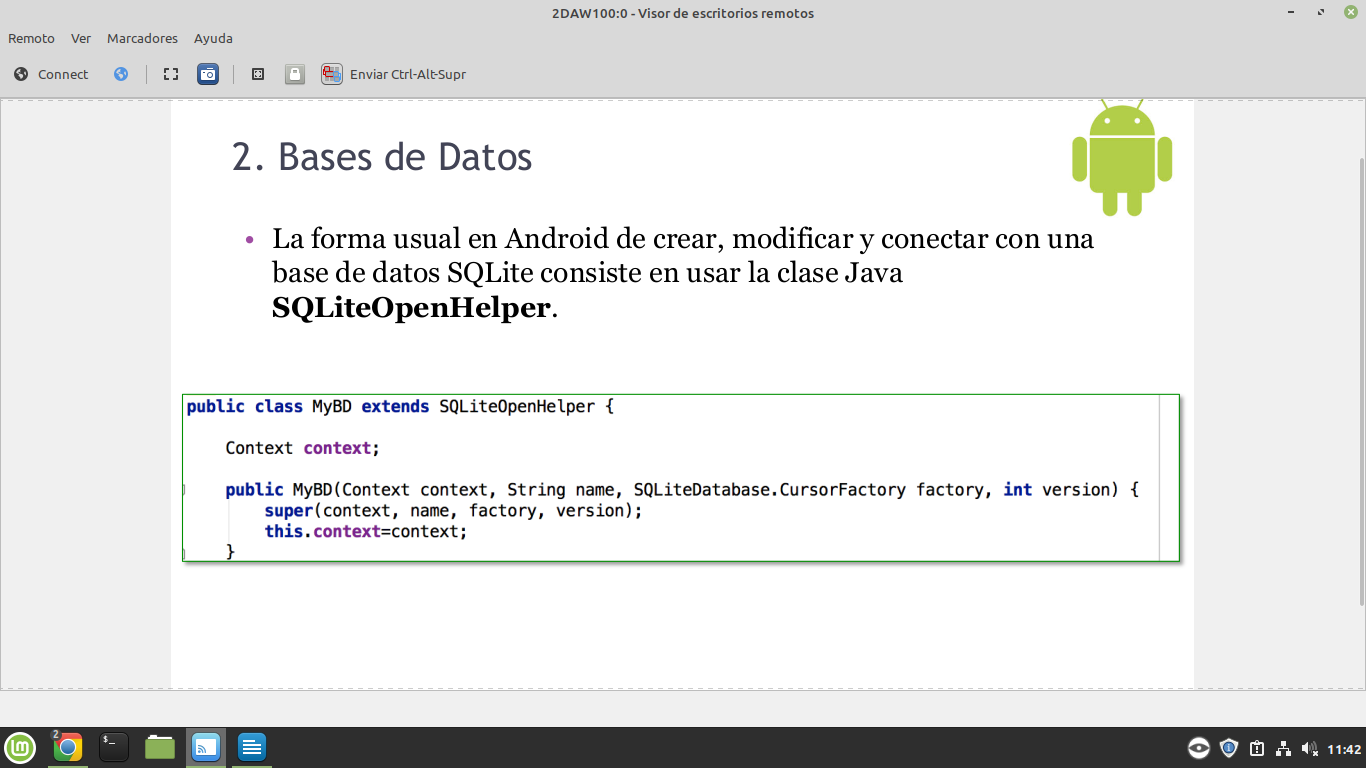 2DAW100:0 - Visor de escritorios remotos
Remoto Ver Marcadores Ayuda
Connect Enviar Ctrl-Alt-Supr
2. Bases de Datos
• La forma usual en Android de crear, modificar y conectar con una
base de datos SQLite consiste en usar la clase Java
SQLiteOpenHelper.
public class MyBD extends SQLiteOpenHelper {
Context context;
public MyBD(Context context, String name, SQLiteDatabase.CursorFactory factory, int version) {
super(context, name, factory, version);
this.context=context;
}
2
$_
11:42